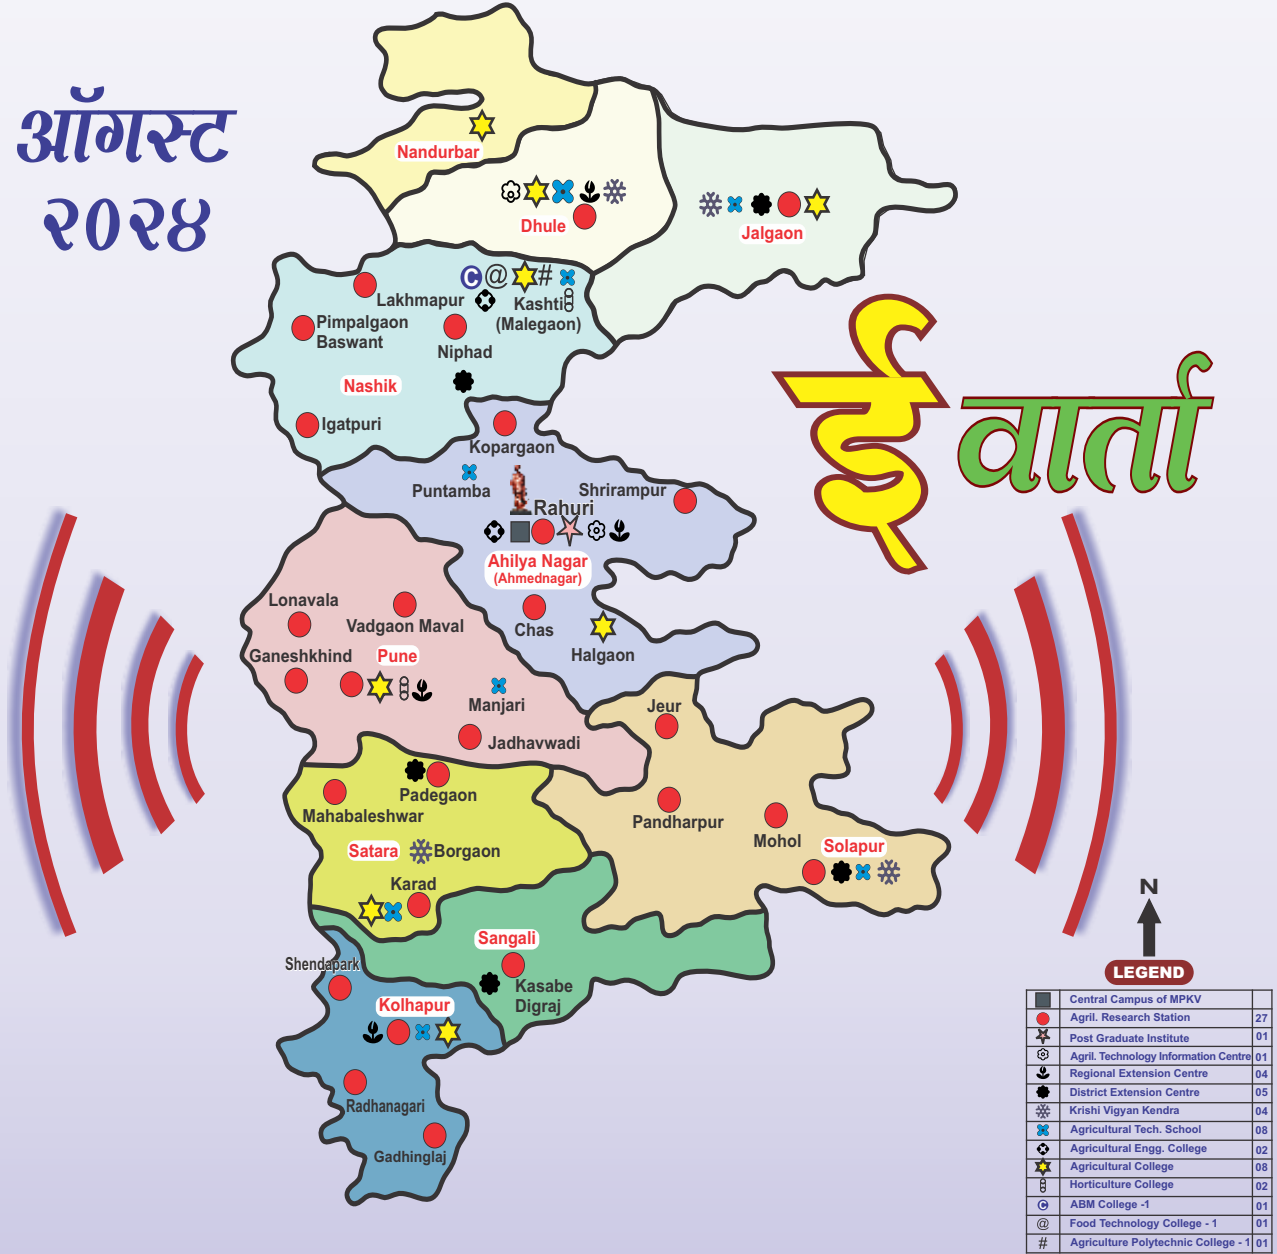 ऑगस्ट
२०२४
Nandurbar
Dhule
Jalgaon
C @ #
Lakhmapur
Kashti
(Malegaon)
Pimpalgaon
Baswant
Niphad
Nashik
Igatpuri
ई वार्ता
Kopargaon
Puntamba
Shrirampur
Rahuri
Ahilya Nagar
(Ahmednagar)
Chas
Halgaon
Lonavala
Vadgaon Maval
Ganeshkhind
Pune
Manjari
Jadhavwadi
Jeur
Pandharpur
Mohol
Solapur
Padegaon
Mahabaleshwar
Satara
Borgaon
Karad
Sangali
Kasabe
Digraj
Shendapark
Kolhapur
Radhanagari
Gadhinglaj
N
LEGEND
Central Campus of MPKV
Agril. Research Station 27
Post Graduate Institute 01
Agril. Technology Information Centre 01
Regional Extension Centre 04
District Extension Centre 05
Krishi Vigyan Kendra 04
Agricultural Tech. School 08
Agricultural Engg. College 02
Agricultural College 08
Horticulture College 02
C ABM College -1 01
@ Food Technology College - 1 01
# Agriculture Polytechnic College - 1 01